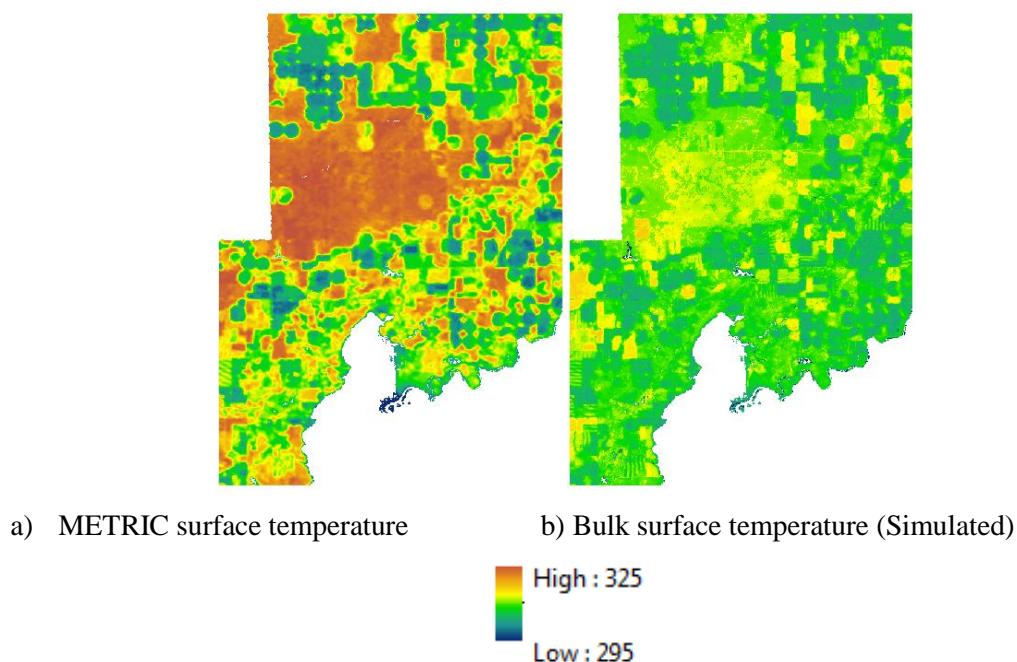 a) METRIC surface temperature b) Bulk surface temperature (Simulated)
High : 325
Low : 295